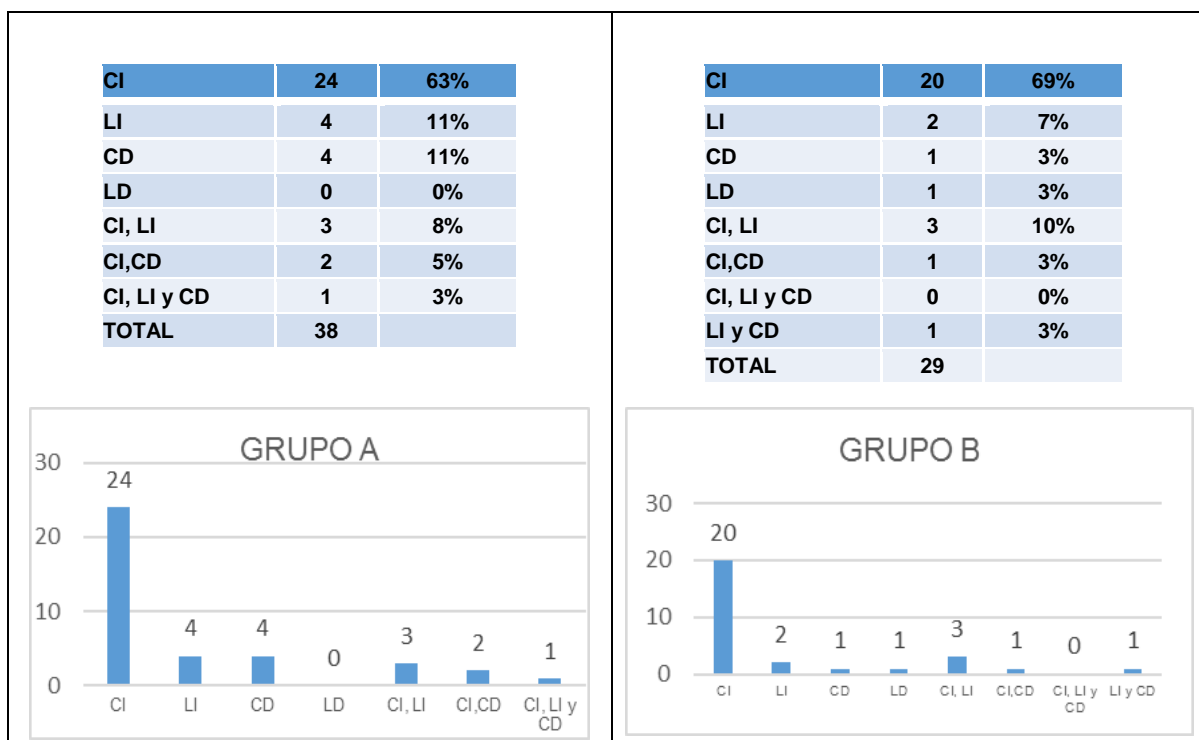 CI 24 63%
LI 4 11%
CD 4 11%
LD 0 0%
CI, LI 3 8%
CI,CD 2 5%
CI, LI y CD 1 3%
TOTAL 38
GRUPO A
30
20
10
0
24
4
4
0
3
2
1
CI
LI
CD
LD
CI, LI
CI,CD
CI, LI y
CD
CI 20 69%
LI 2 7%
CD 1 3%
LD 1 3%
CI, LI 3 10%
CI,CD 1 3%
CI, LI y CD 0 0%
LI y CD 1 3%
TOTAL 29
GRUPO B
30
20
10
0
20
2
1
1
3
1
0
1
CI
LI
CD
LD
CI, LI
CI,CD
CI, LI y
CD
LI y CD